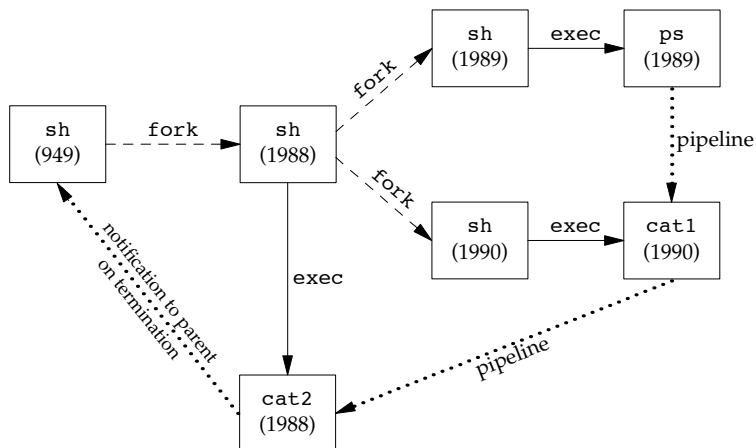 sh
(1989)
exec
ps
(1989)
fork
sh
(949)
fork
sh
(1988)
pipeline
fork
sh
(1990)
exec
cat1
(1990)
notification to parent
on termination
exec
pipeline
cat2
(1988)